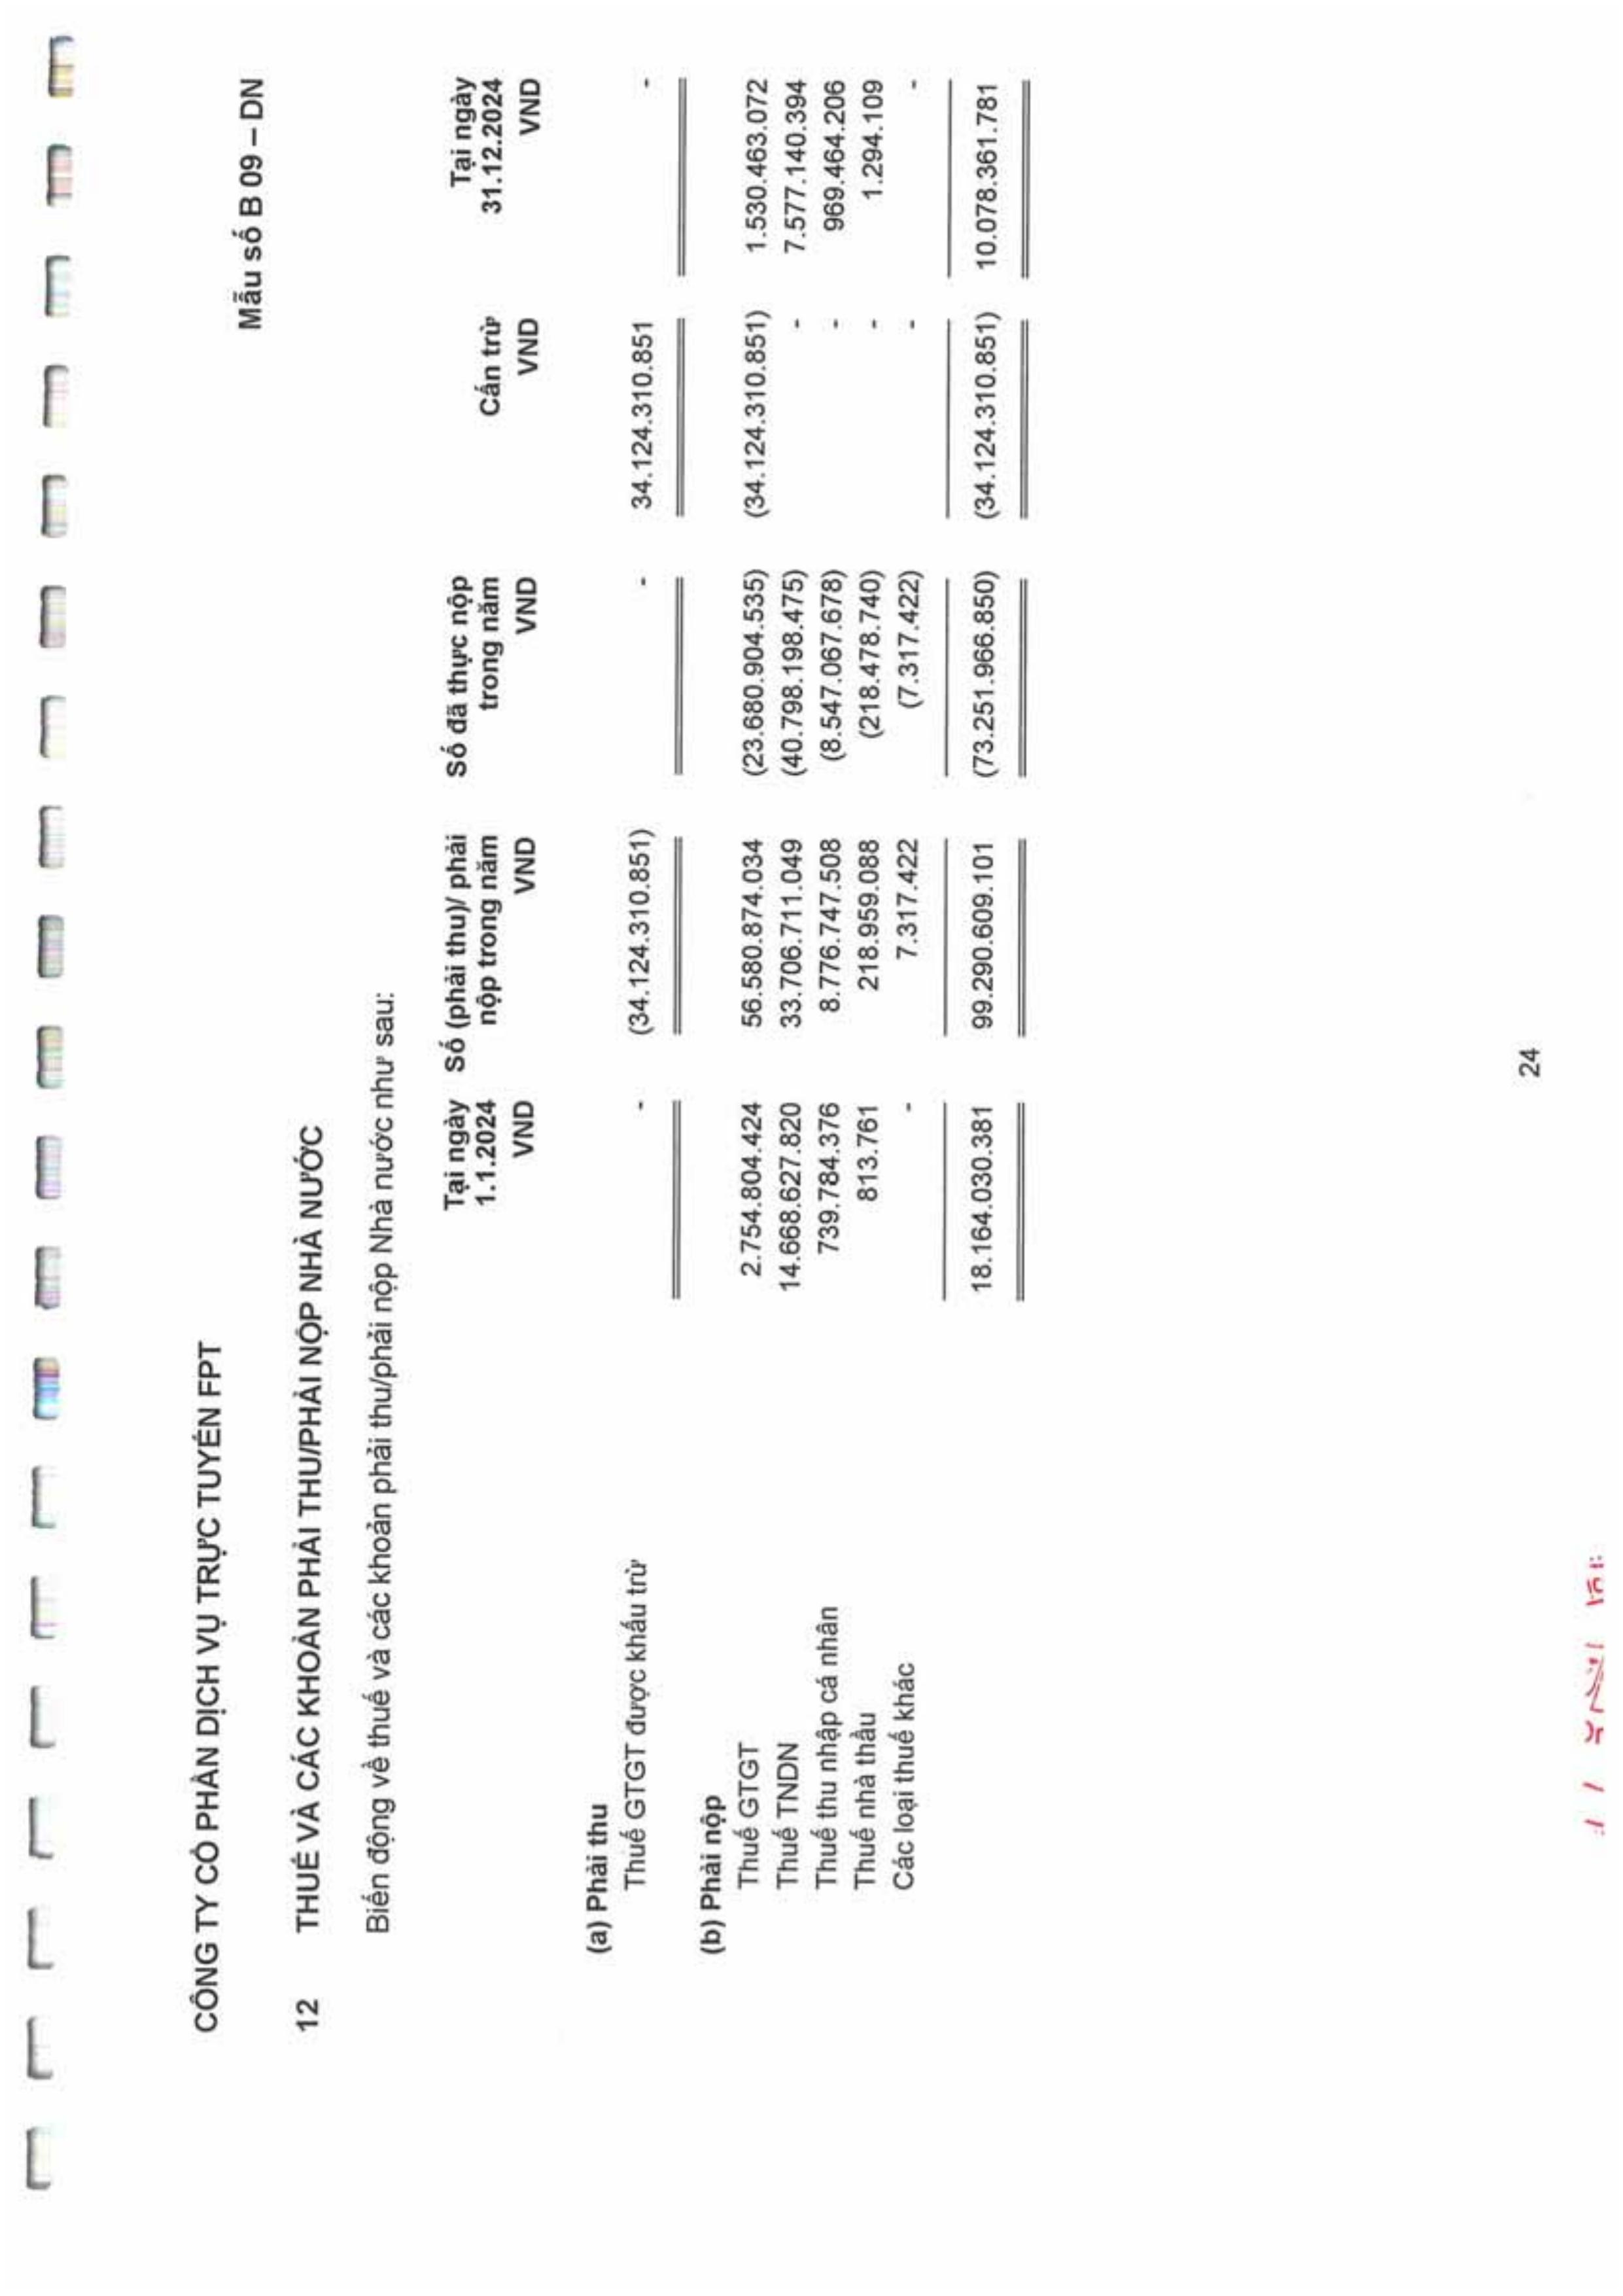 CÔNG TY CỔ PHẦN DỊCH VỤ TRỰC TUYẾN FPT
Mẫu số B 09 – DN
12 THUẾ VÀ CÁC KHOẢN PHẢI THU/PHẢI NỘP NHÀ NƯỚC
Biến động về thuế và các khoản phải thu/phải nộp Nhà nước như sau:
Tại ngày Số (phải thu)/ phải Số đã thực nộp Tại ngày
1.1.2024 nộp trong năm trong năm Cấn trừ 31.12.2024
VND VND VND VND VND
(a) Phải thu
Thuế GTGT được khấu trừ - (34.124.310.851) - 34.124.310.851 -
(b) Phải nộp
Thuế GTGT 2.754.804.424 56.580.874.034 (23.680.904.535) (34.124.310.851) 1.530.463.072
Thuế TNDN 14.668.627.820 33.706.711.049 (40.798.198.475) - 7.577.140.394
Thuế thu nhập cá nhân 739.784.376 8.776.747.508 (8.547.067.678) - 969.464.206
Thuế nhà thầu 813.761 218.959.088 (218.478.740) - 1.294.109
Các loại thuế khác - 7.317.422 (7.317.422) - -
18.164.030.381 99.290.609.101 (73.251.966.850) (34.124.310.851) 10.078.361.781
24